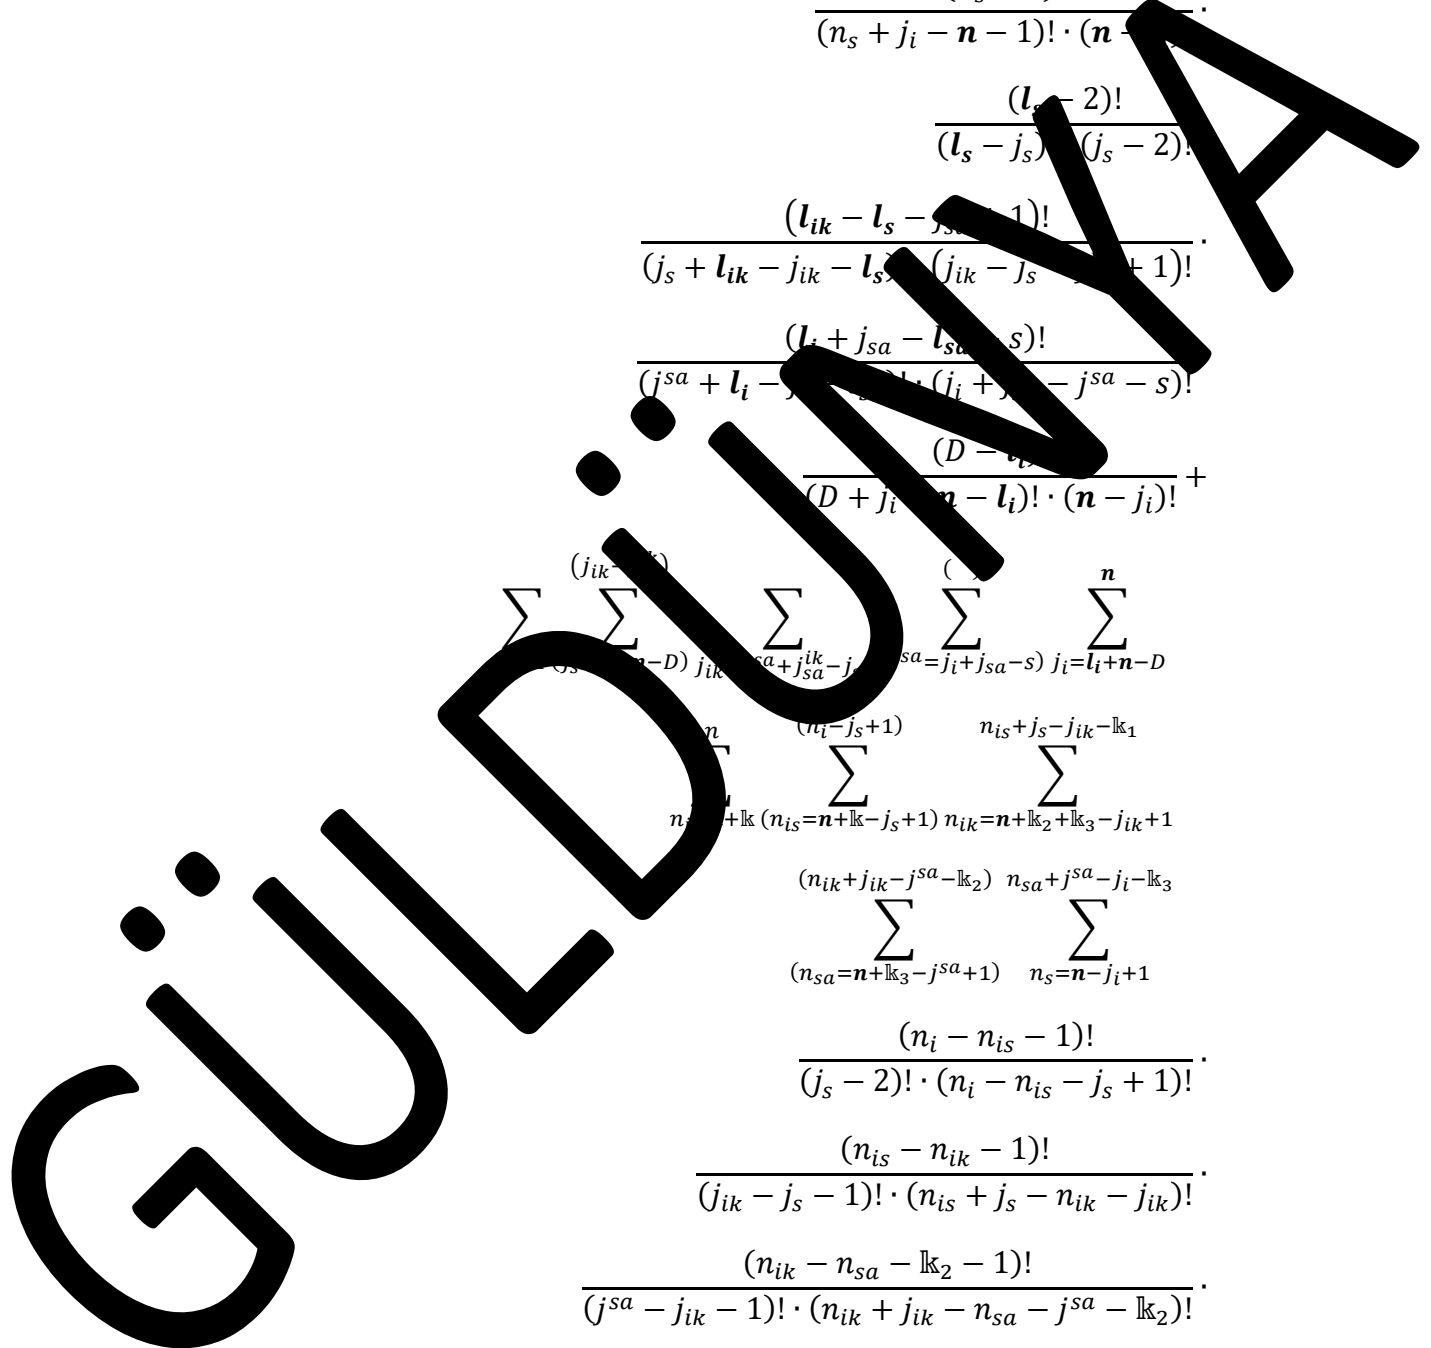 (n_s + j_i − n − 1)! · (n −
(l_s − 2)!
(l_s − j_s) (j_s − 2)!
(l_ik − l_s − 1)! ·
(j_s + l_ik − j_ik − l_s) (j_ik − j_s + 1)!
(l_i + j_sa − l_sa s)!
(j^sa + l_i − )! · (j_i + − j^sa − s)!
(D − l_i)
(D + j_i n − l_i)! · (n − j_i)! +
(j_ik− ) ( ) n
∑ ∑ ∑ ∑ ∑
n−D) j_ik sa+j_sa^ik−j sa=j_i+j_sa−s) j_i=l_i+n−D
n (n_i−j_s+1) n_is+j_s−j_ik−𝕜_1
∑ ∑ ∑
+𝕜 (n_is=n+𝕜−j_s+1) n_ik=n+𝕜_2+𝕜_3−j_ik+1
(n_ik+j_ik−j^sa−𝕜_2) n_sa+j^sa−j_i−𝕜_3
∑ ∑
(n_sa=n+𝕜_3−j^sa+1) n_s=n−j_i+1
(n_i − n_is − 1)!
(j_s − 2)! · (n_i − n_is − j_s + 1)! ·
(n_is − n_ik − 1)!
(j_ik − j_s − 1)! · (n_is + j_s − n_ik − j_ik)! ·
(n_ik − n_sa − 𝕜_2 − 1)!
(j^sa − j_ik − 1)! · (n_ik + j_ik − n_sa − j^sa − 𝕜_2)! ·
GÜLDÜNYA